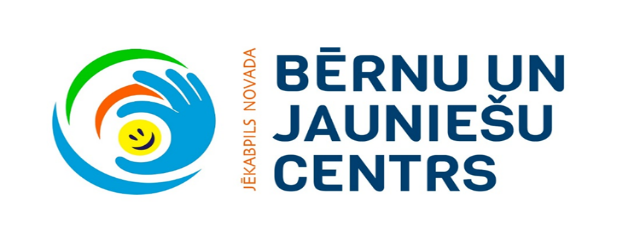 JĒKABPILS NOVADA
BĒRNU UN
JAUNIEŠU
CENTRS